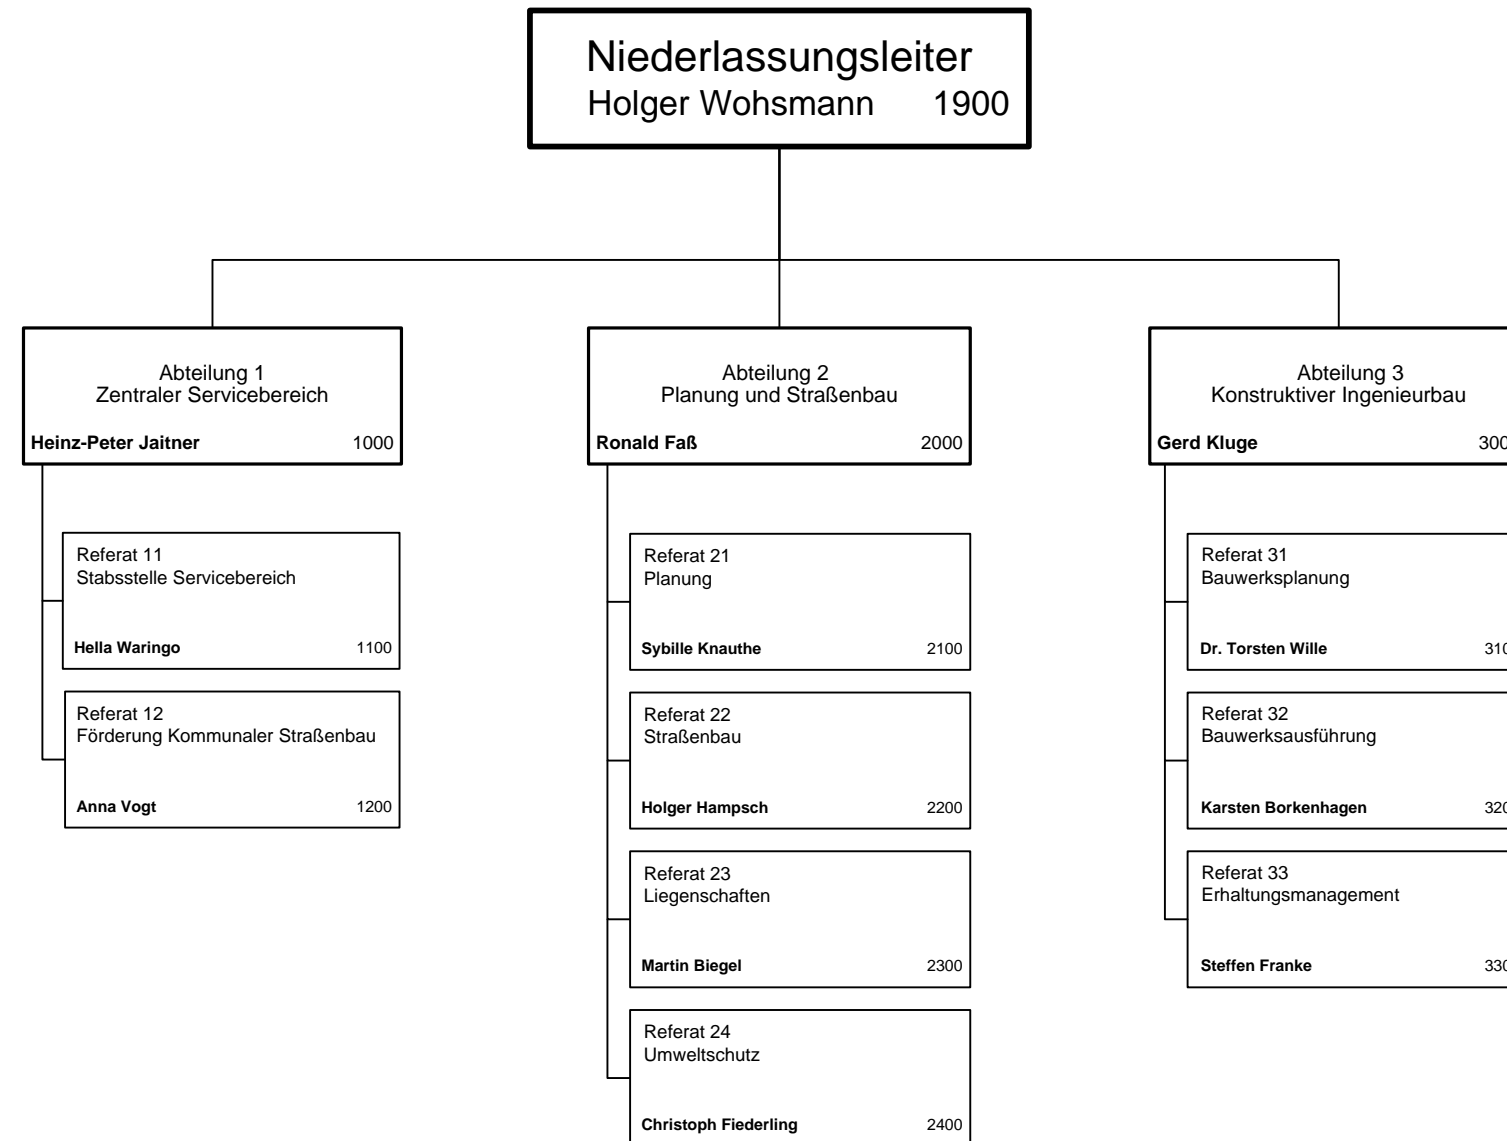 Niederlassungsleiter
Holger Wohsmann 1900
Abteilung 1
Zentraler Servicebereich
Heinz-Peter Jaitner 1000
Referat 11
Stabsstelle Servicebereich
Hella Waringo 1100
Referat 12
Förderung Kommunaler Straßenbau
Anna Vogt 1200
Abteilung 2
Planung und Straßenbau
Ronald Faß 2000
Referat 21
Planung
Sybille Knauthe 2100
Referat 22
Straßenbau
Holger Hampsch 2200
Referat 23
Liegenschaften
Martin Biegel 2300
Referat 24
Umweltschutz
Christoph Fiederling 2400
Abteilung 3
Konstruktiver Ingenieurbau
Gerd Kluge
Referat 31
Bauwerksplanung
Dr. Torsten Wille
Referat 32
Bauwerksausführung
Karsten Borkenhagen
Referat 33
Erhaltungsmanagement
Steffen Franke